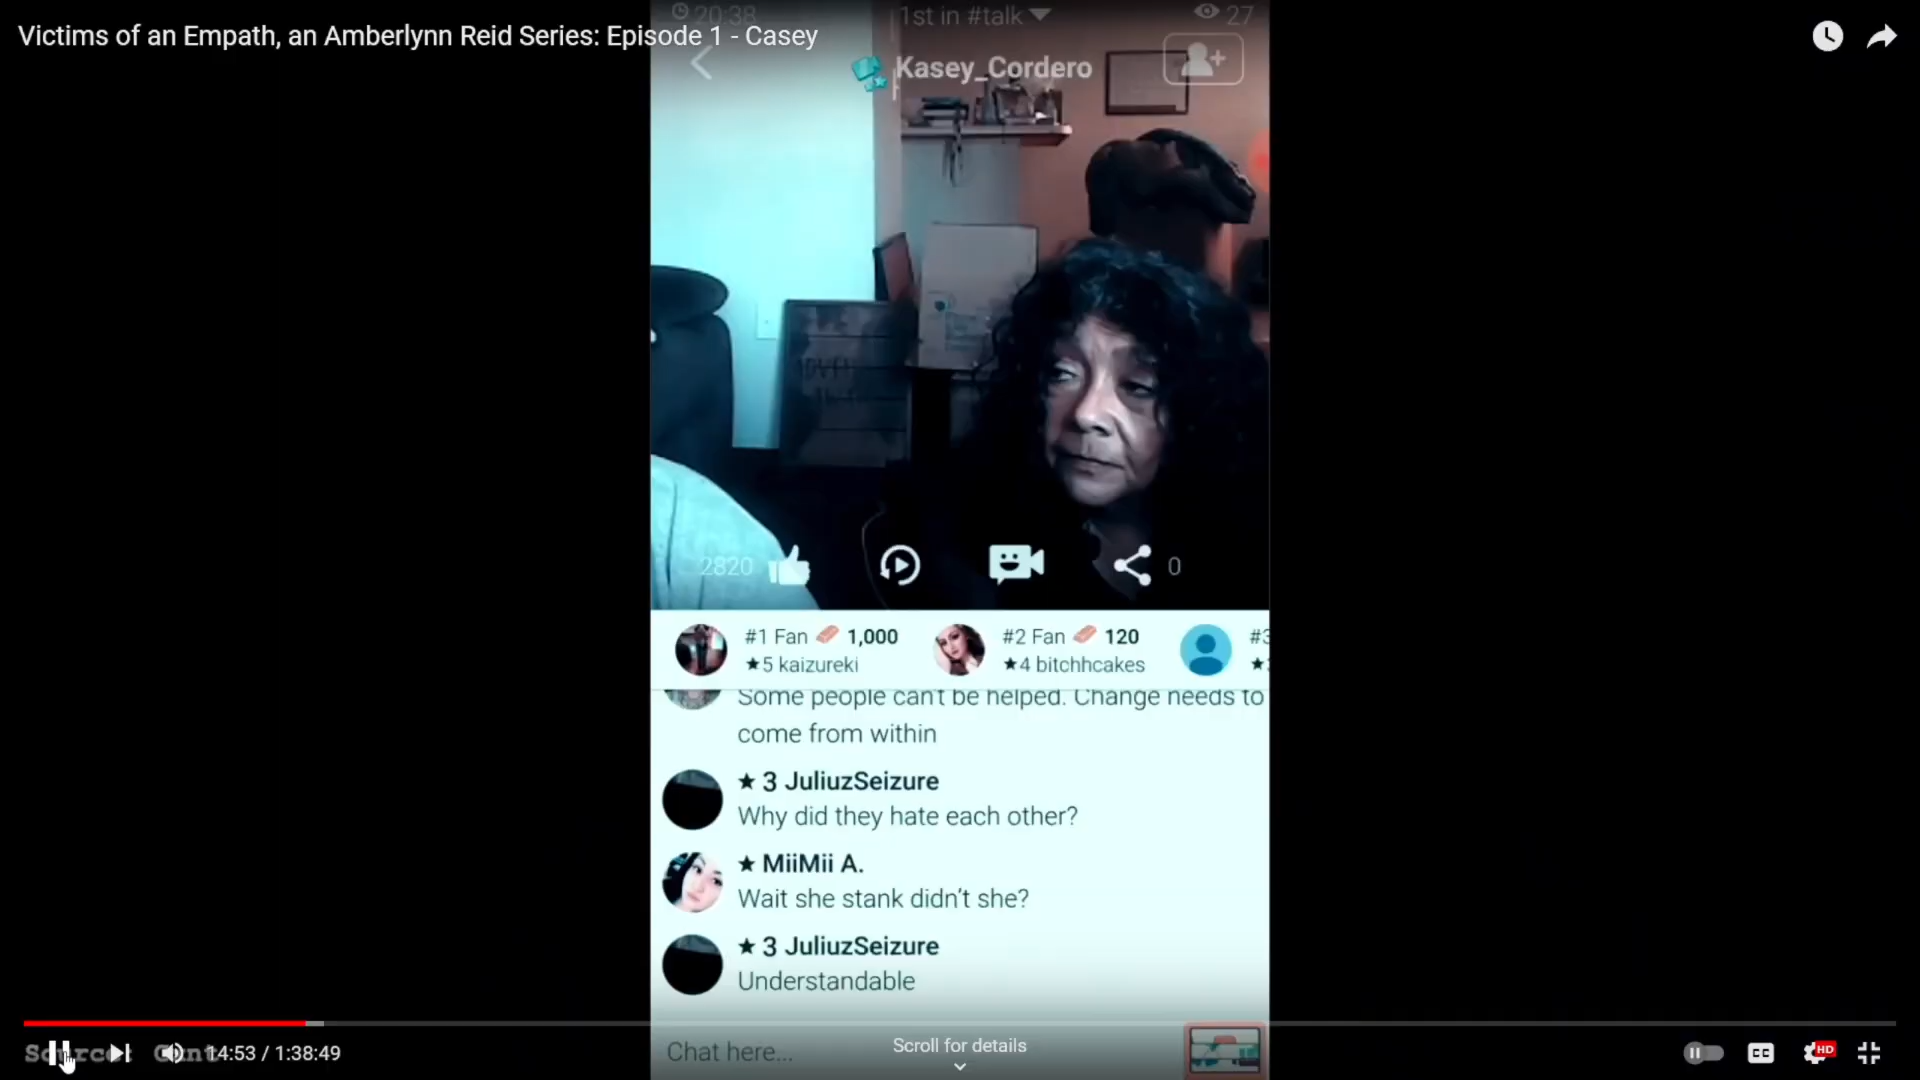 Victims of an Empath, an Amberlynn Reid Series: Episode 1 - Casey
20:38
1st in #talk
27
Kasey_Cordero
2820
0
#1 Fan 1,000
★5 kaizureki
#2 Fan 120
★4 bitchhcakes
#3
Some people can't be helped. Change needs to
come from within
★ 3 JuliuzSeizure
Why did they hate each other?
★ MiiMii A.
Wait she stank didn't she?
★ 3 JuliuzSeizure
Understandable
Chat here...
Scroll for details
14:53 / 1:38:49
CC
HD